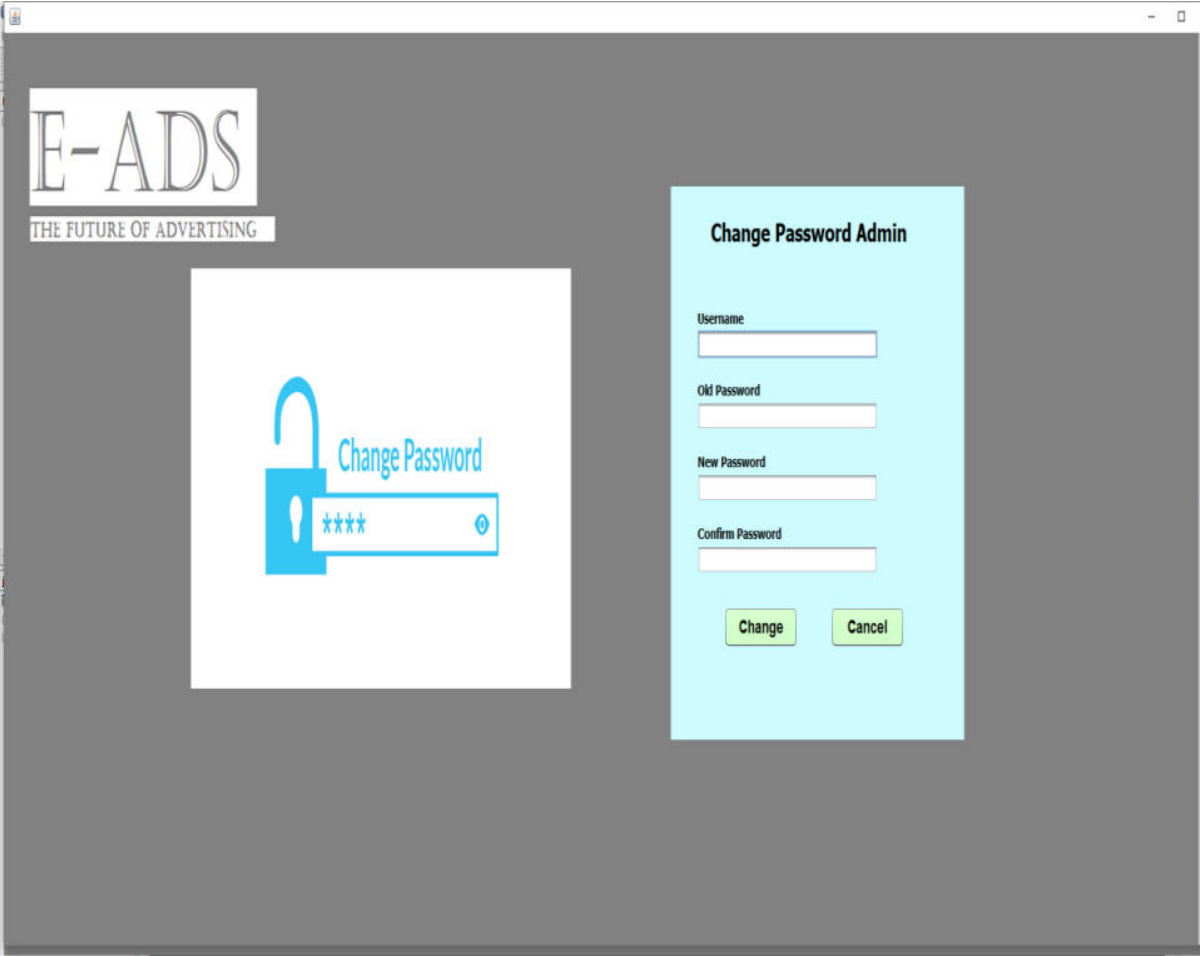 E-ADS
THE FUTURE OF ADVERTISING
Change Password
****
Change Password Admin
Username
Old Password
New Password
Confirm Password
Change Cancel